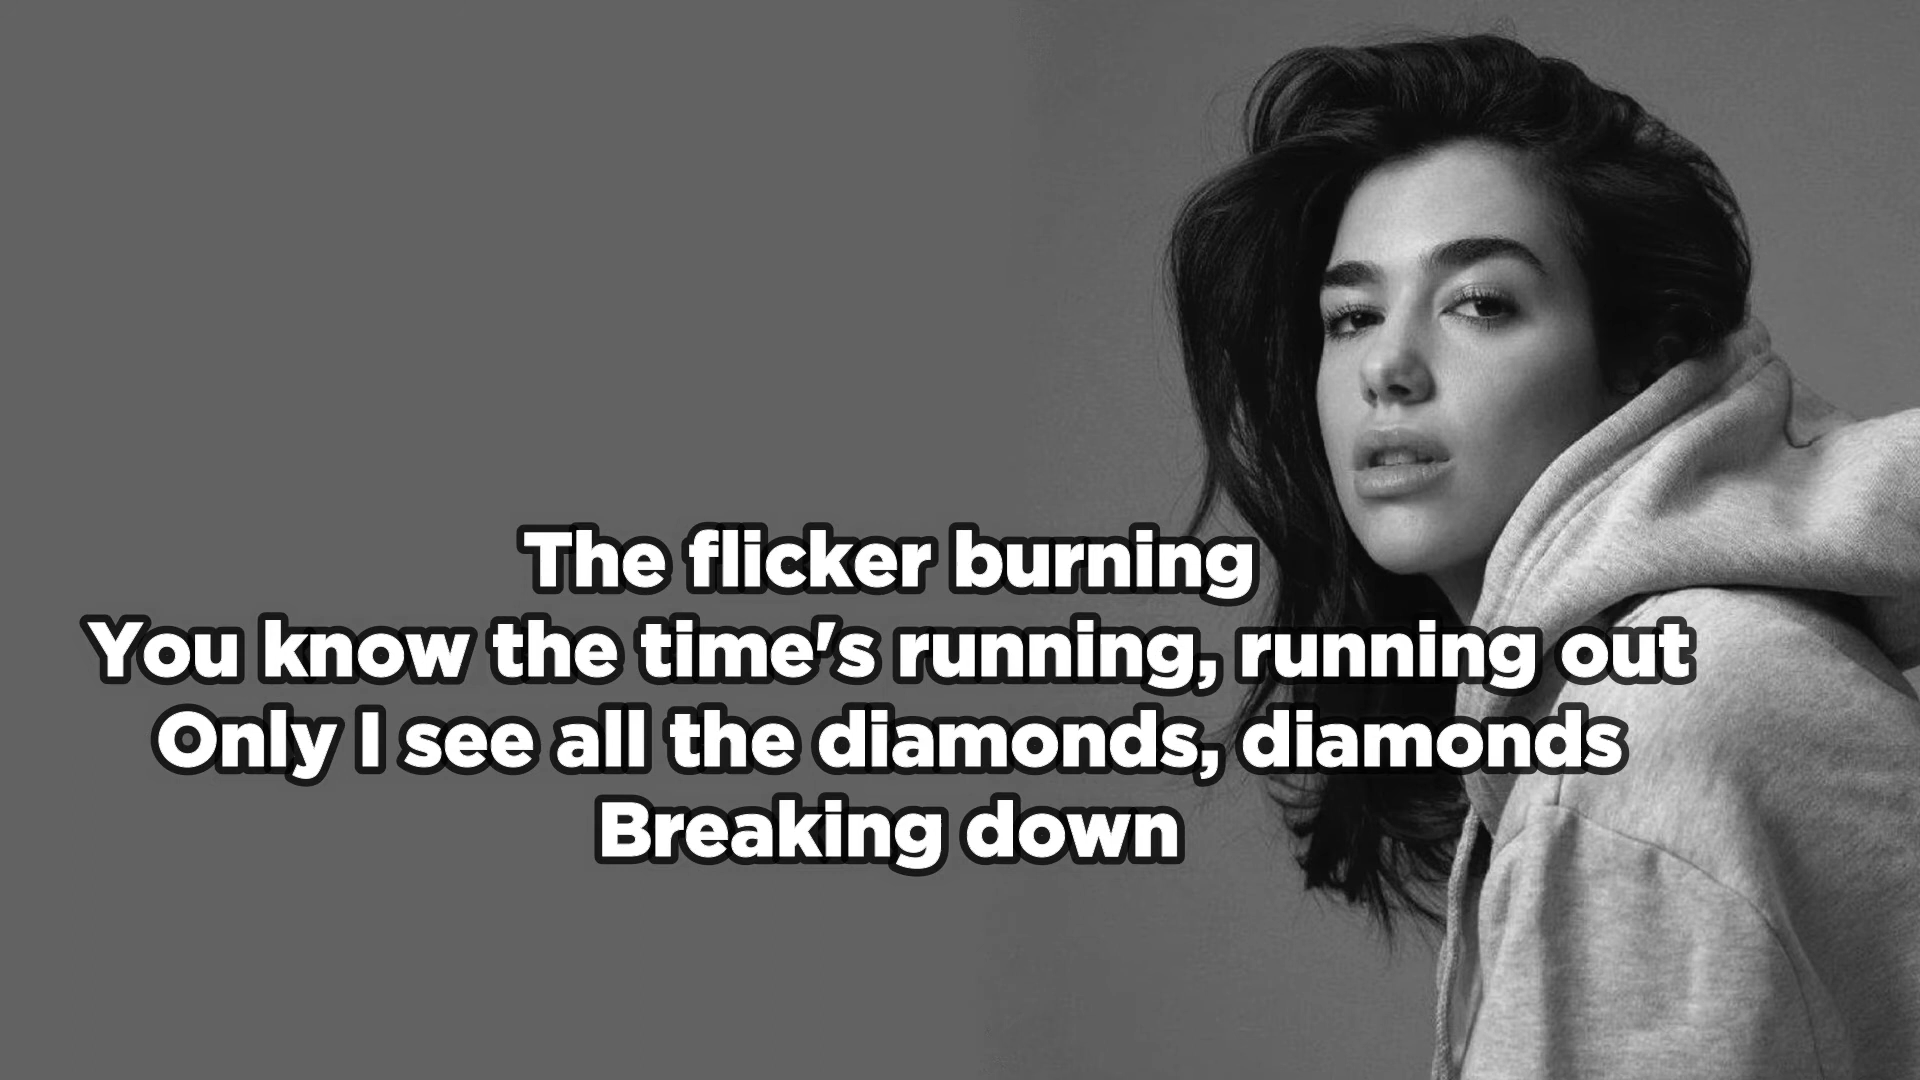 The flicker burning
You know the time's running, running out
Only I see all the diamonds, diamonds
Breaking down